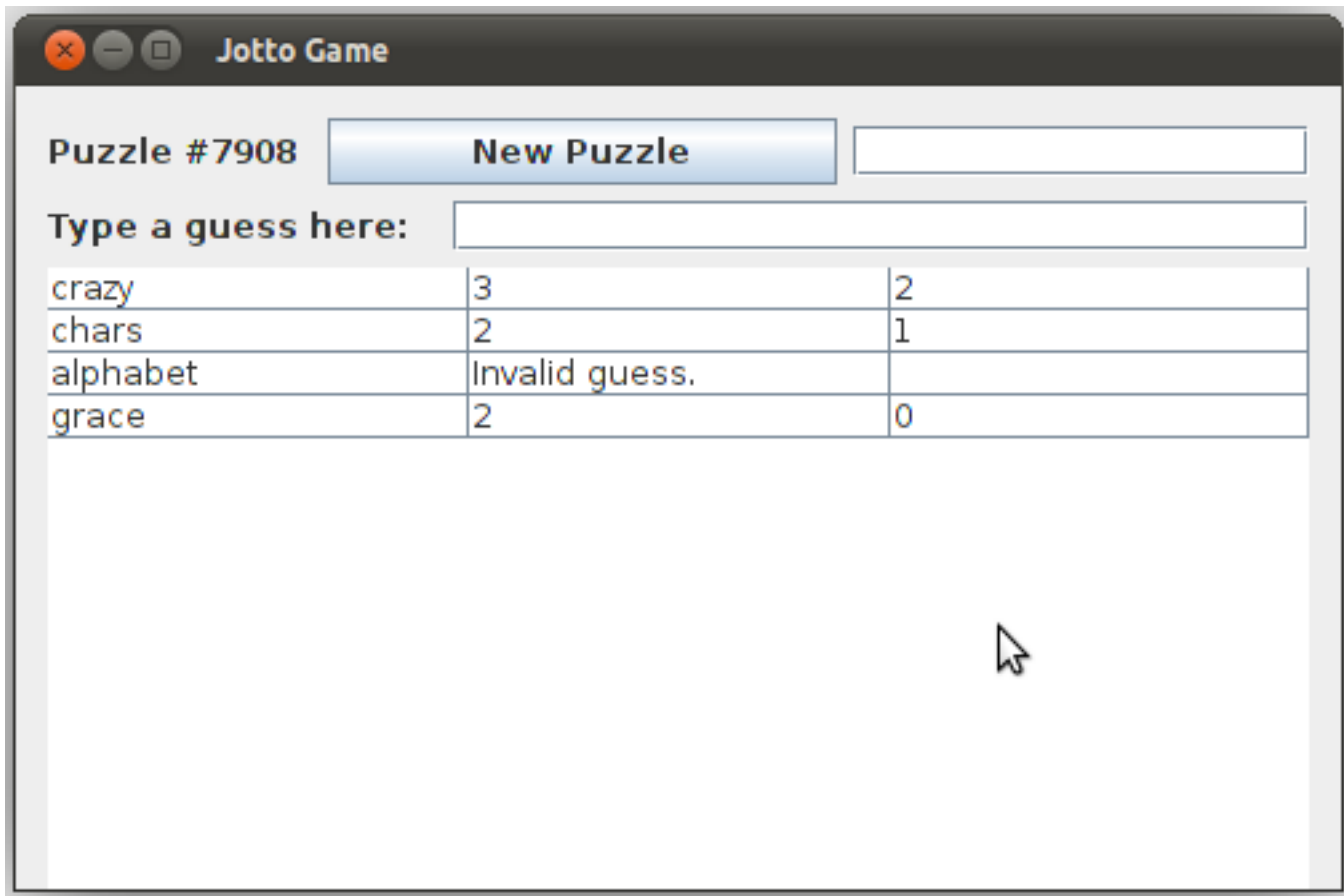 Jotto Game
Puzzle #7908 New Puzzle
Type a guess here:
crazy 3 2
chars 2 1
alphabet Invalid guess.
grace 2 0